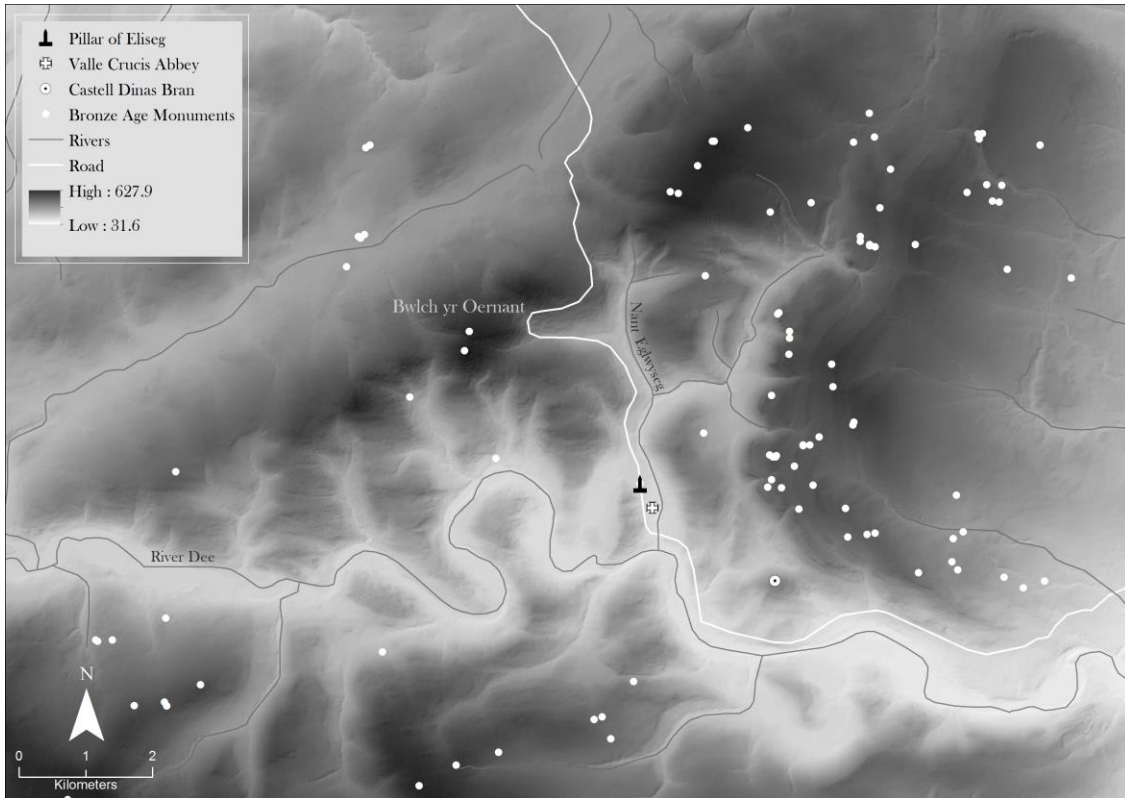 Pillar of Eliseg
Valle Crucis Abbey
Castell Dinas Bran
Bronze Age Monuments
Rivers
Road
High : 627.9
Low : 31.6
Bwlch yr Oernant
Nant Eglwyseg
River Dee
N
0 1 2
Kilometers